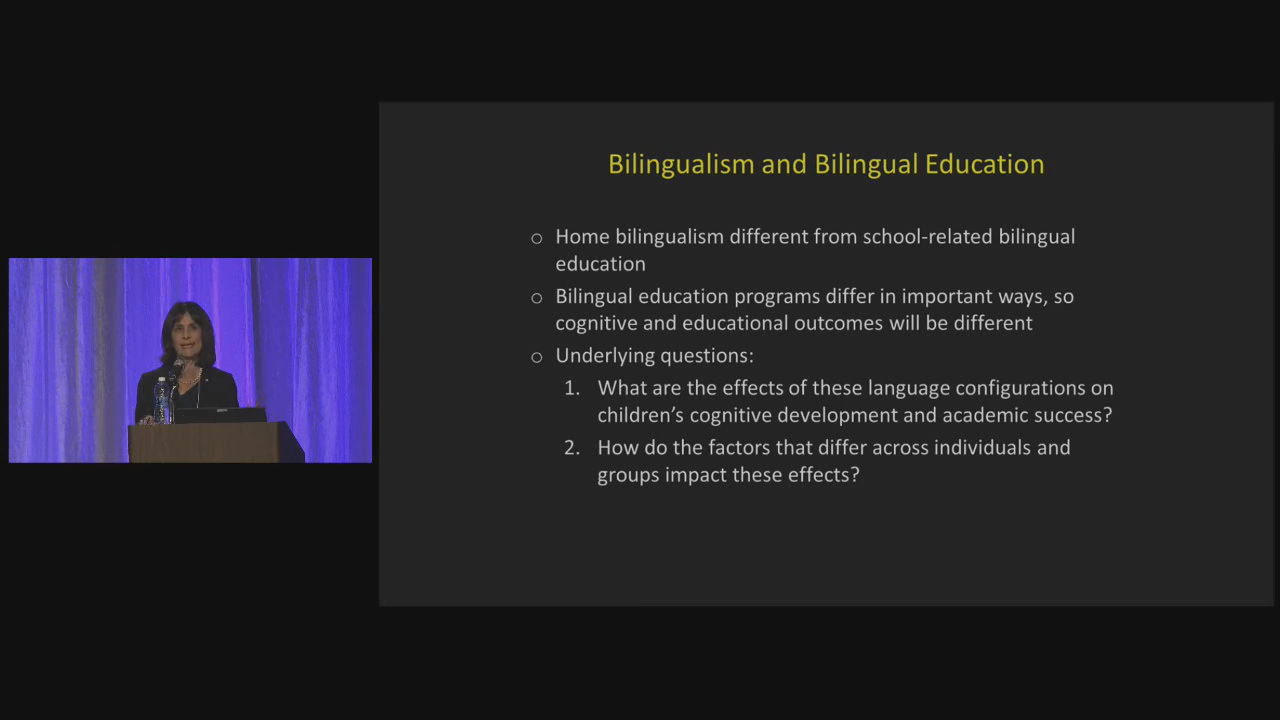 Bilingualism and Bilingual Education
○ Home bilingualism different from school-related bilingual
education
○ Bilingual education programs differ in important ways, so
cognitive and educational outcomes will be different
○ Underlying questions:
1. What are the effects of these language configurations on
children’s cognitive development and academic success?
2. How do the factors that differ across individuals and
groups impact these effects?